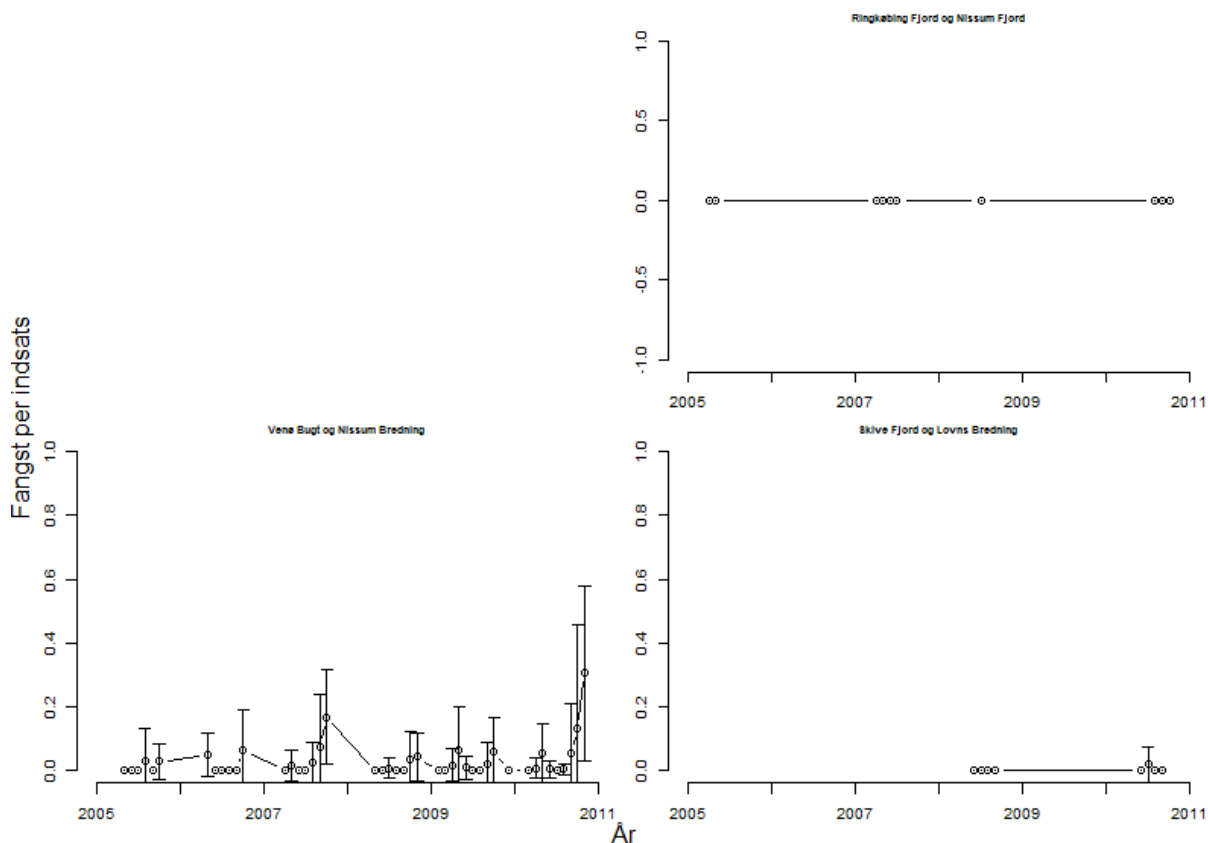 Ringkøbing Fjord og Nissum Fjord
1.0
0.5
0.0
-0.5
-1.0
2005 2007 2009 2011
Fangst per indsats
Venø Bugt og Nissum Bredning
1.0
0.8
0.6
0.4
0.2
0.0
2005 2007 2009 2011
Skive Fjord og Lovns Bredning
1.0
0.8
0.6
0.4
0.2
0.0
2005 2007 2009 2011
År